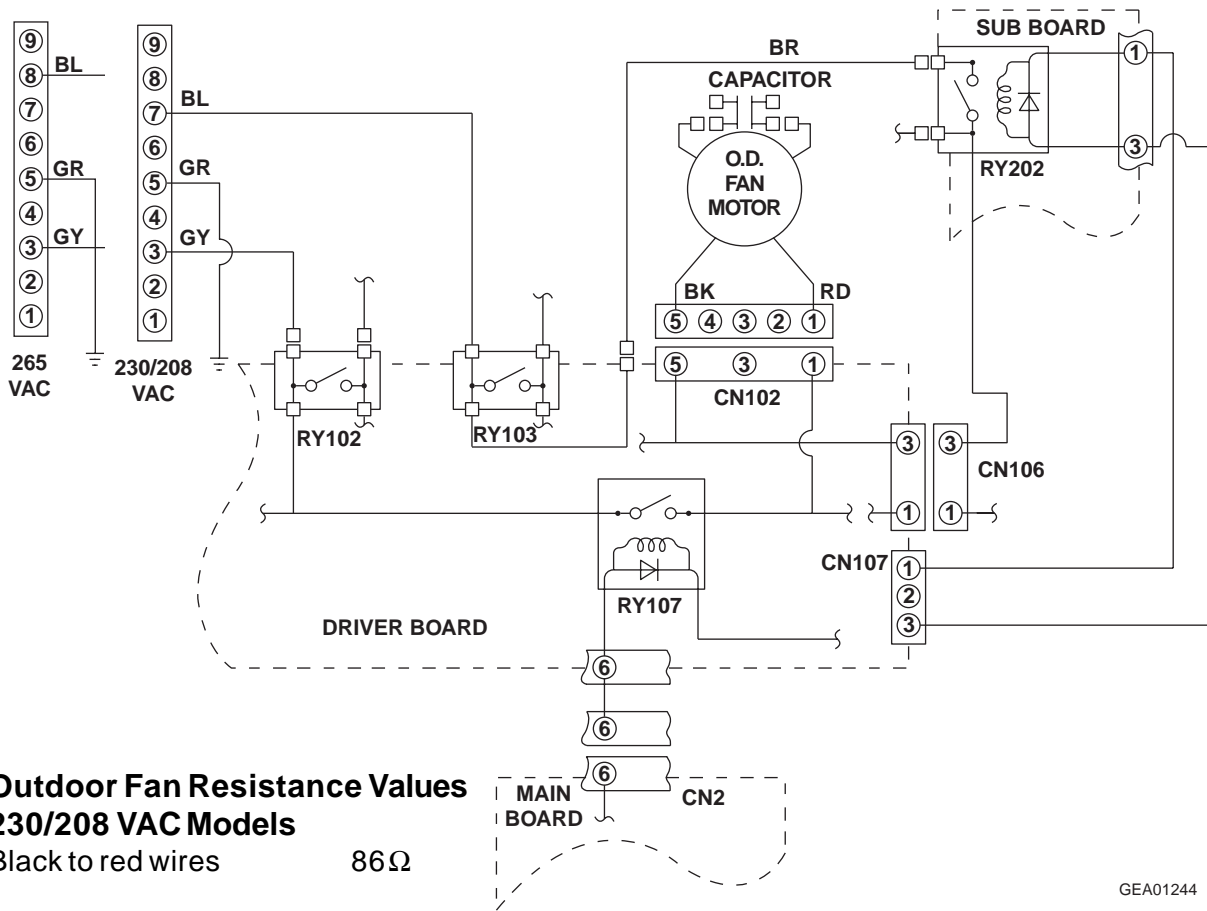 9
8 BL
7
6
5 GR
4
3 GY
2
1
265
VAC
9
8
7 BL
6
5 GR
4
3 GY
2
1
230/208
VAC
BR
CAPACITOR
O.D.
FAN
MOTOR
BK RD
5 4 3 2 1
5 3 1
CN102
SUB BOARD
1
3
RY202
RY102
RY103
3 3
CN106
1 1
CN107
1
2
3
RY107
DRIVER BOARD
6
6
6
MAIN
BOARD
CN2
Outdoor Fan Resistance Values
230/208 VAC Models
Black to red wires 86Ω
GEA01244